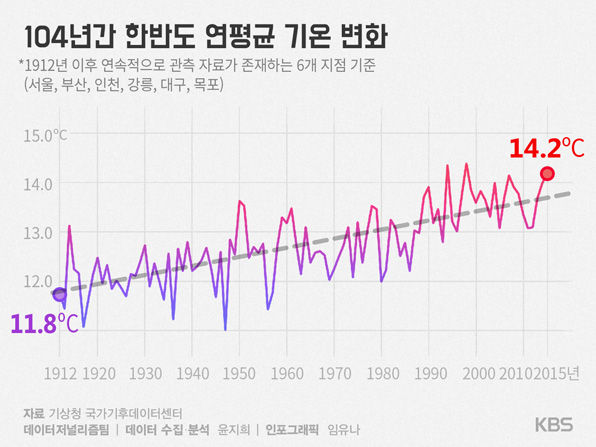 104년간 한반도 연평균 기온 변화
*1912년 이후 연속적으로 관측 자료가 존재하는 6개 지점 기준
(서울, 부산, 인천, 강릉, 대구, 목포)
15.0℃
14.2℃
14.0
13.0
12.0
11.8℃
1912 1920 1930 1940 1950 1960 1970 1980 1990 2000 2010 2015년
자료 기상청 국가기후데이터센터
데이터저널리즘팀 | 데이터 수집·분석 윤지희 | 인포그래픽 임유나
KBS